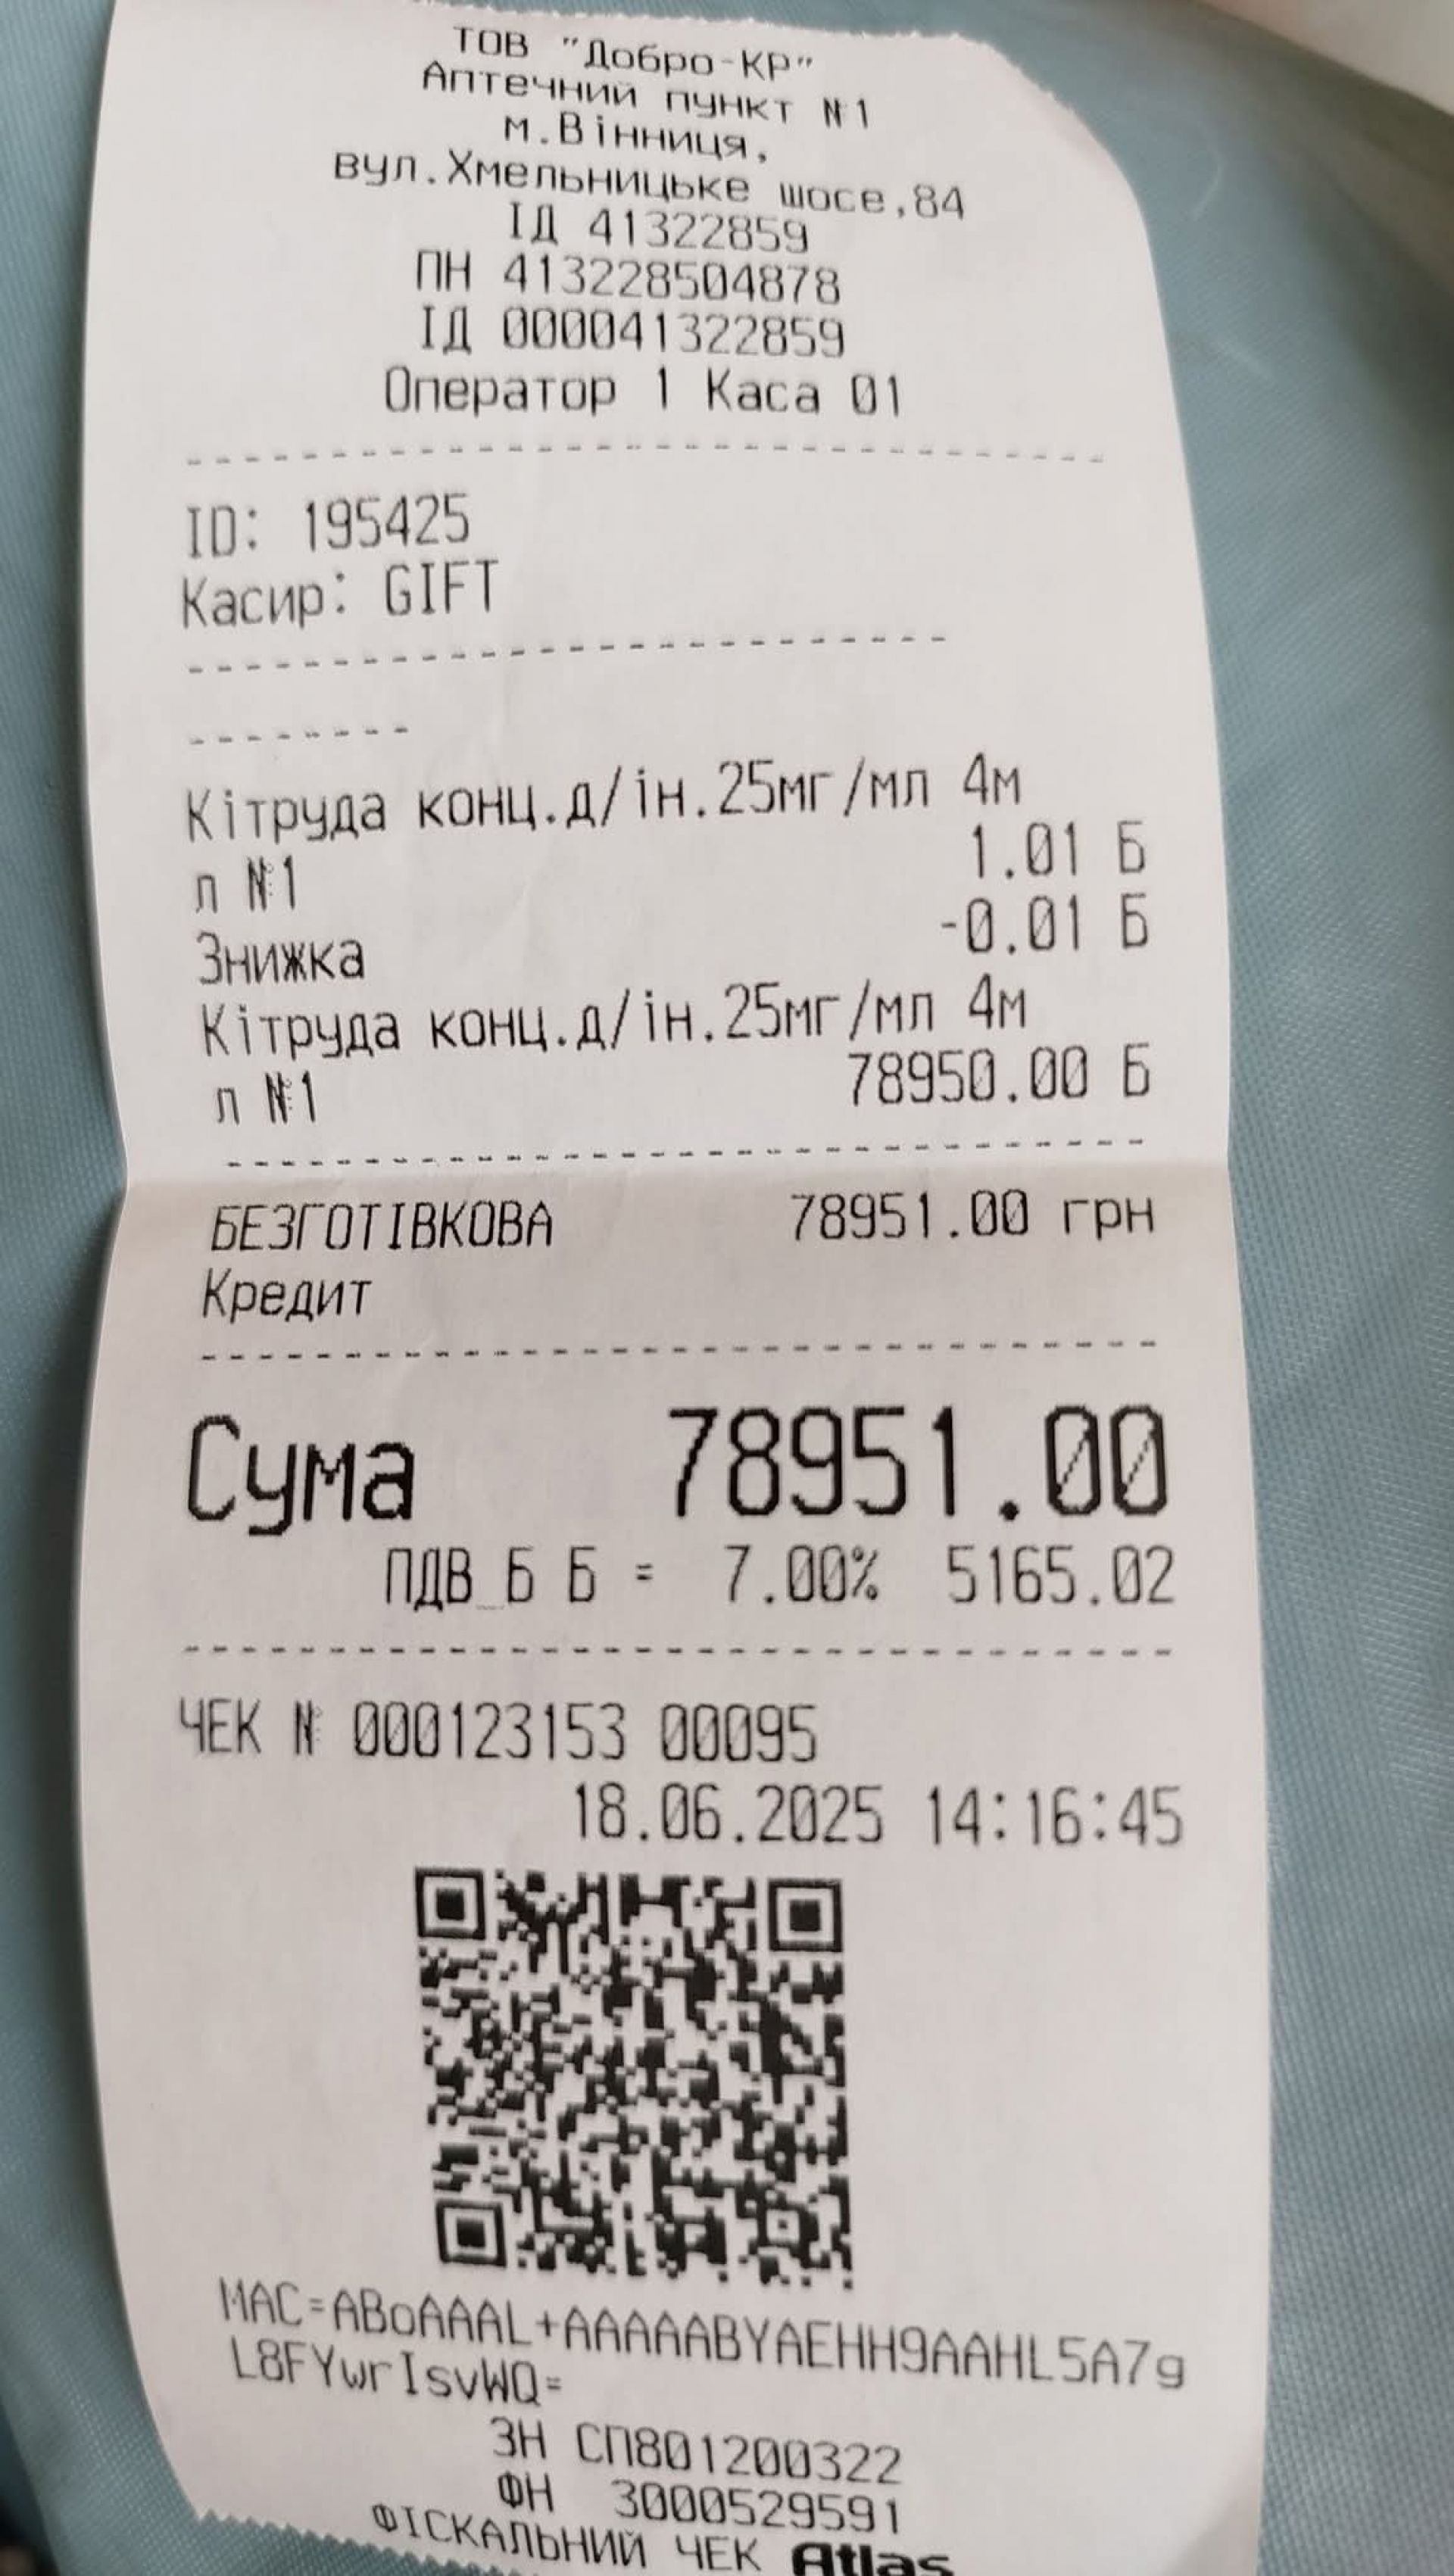 ТОВ "Добро-КР"
Аптечний пункт №1
м.Вінниця,
вул.Хмельницьке шосе,84
ІД 41322859
ПН 413228504878
ІД 000041322859
Оператор 1 Каса 01
ID: 195425
Касир: GIFT
Кітруда конц.д/ін.25мг/мл 4м
л №1 1.01 Б
Знижка -0.01 Б
Кітруда конц.д/ін.25мг/мл 4м
л №1 78950.00 Б
БЕЗГОТІВКОВА 78951.00 грн
Кредит
Сума 78951.00
ПДВ_Б Б = 7.00% 5165.02
ЧЕК № 000123153 00095
18.06.2025 14:16:45
MAC=ABoAAAL+AAAAABYAEHH9AAHL5A7g
L8FYwrIsvWQ=
ЗН СП801200322
ФН 3000529591
ФІСКАЛЬНИЙ ЧЕК Atlas